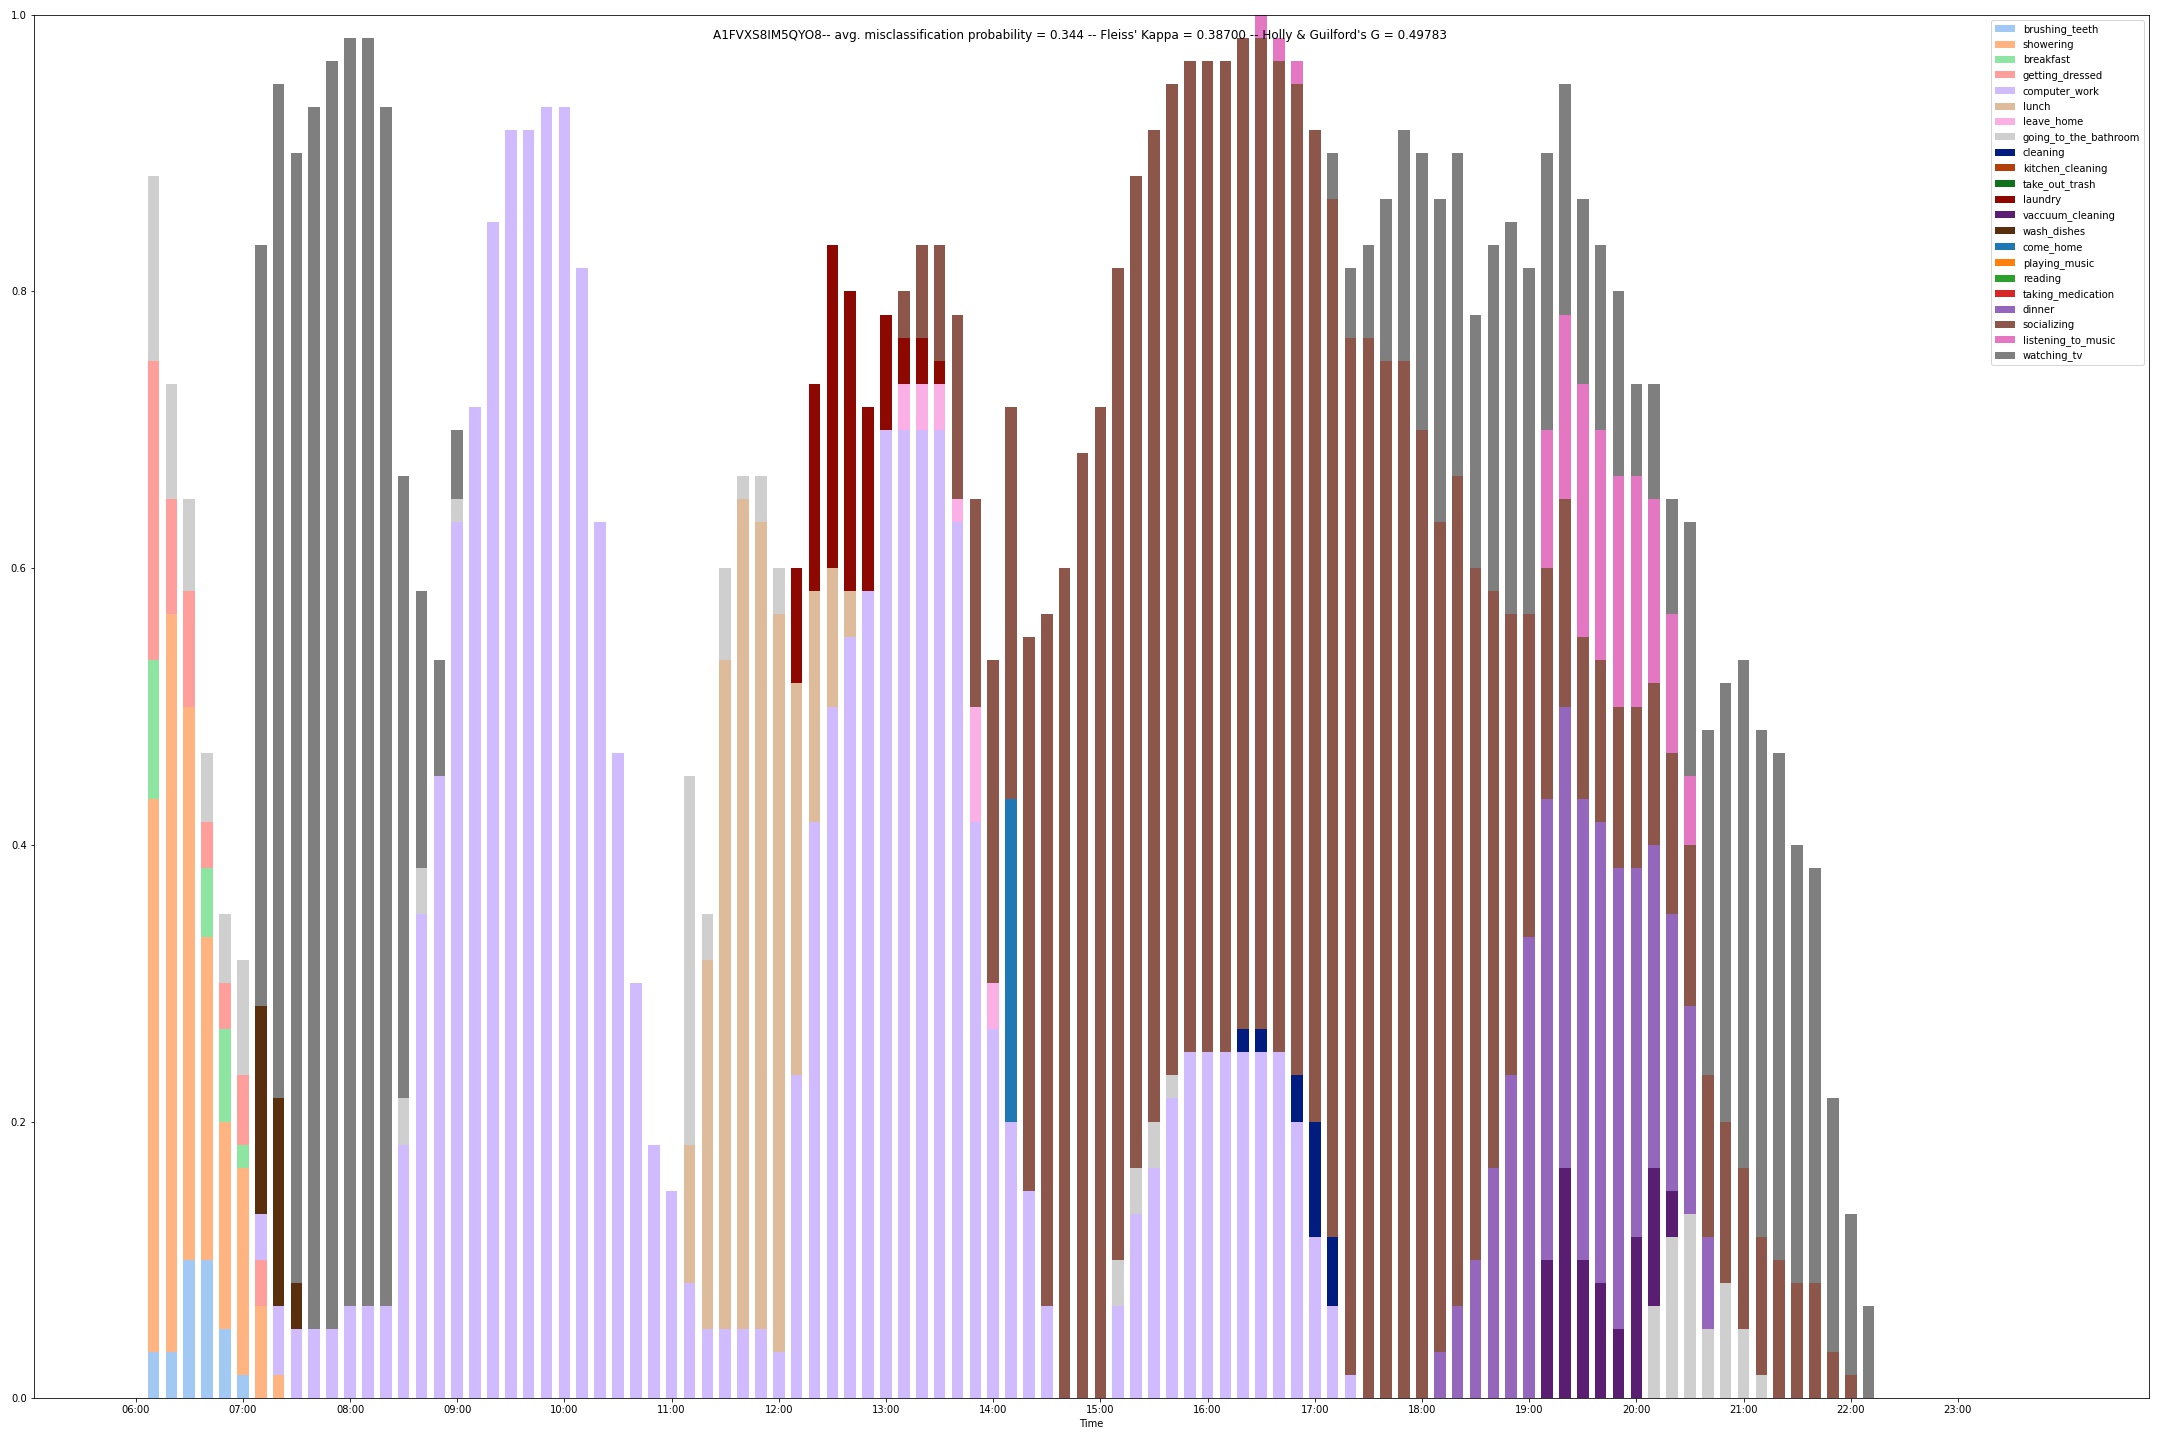 A1FVXS8IM5QYO8-- avg. misclassification probability = 0.344 -- Fleiss' Kappa = 0.38700 -- Holly & Guilford's G = 0.49783
brushing_teeth
showering
breakfast
getting_dressed
computer_work
lunch
leave_home
going_to_the_bathroom
cleaning
kitchen_cleaning
take_out_trash
laundry
vaccuum_cleaning
wash_dishes
come_home
playing_music
reading
taking_medication
dinner
socializing
listening_to_music
watching_tv
1.0
0.8
0.6
0.4
0.2
0.0
06:00 07:00 08:00 09:00 10:00 11:00 12:00 13:00 14:00 15:00 16:00 17:00 18:00 19:00 20:00 21:00 22:00 23:00
Time